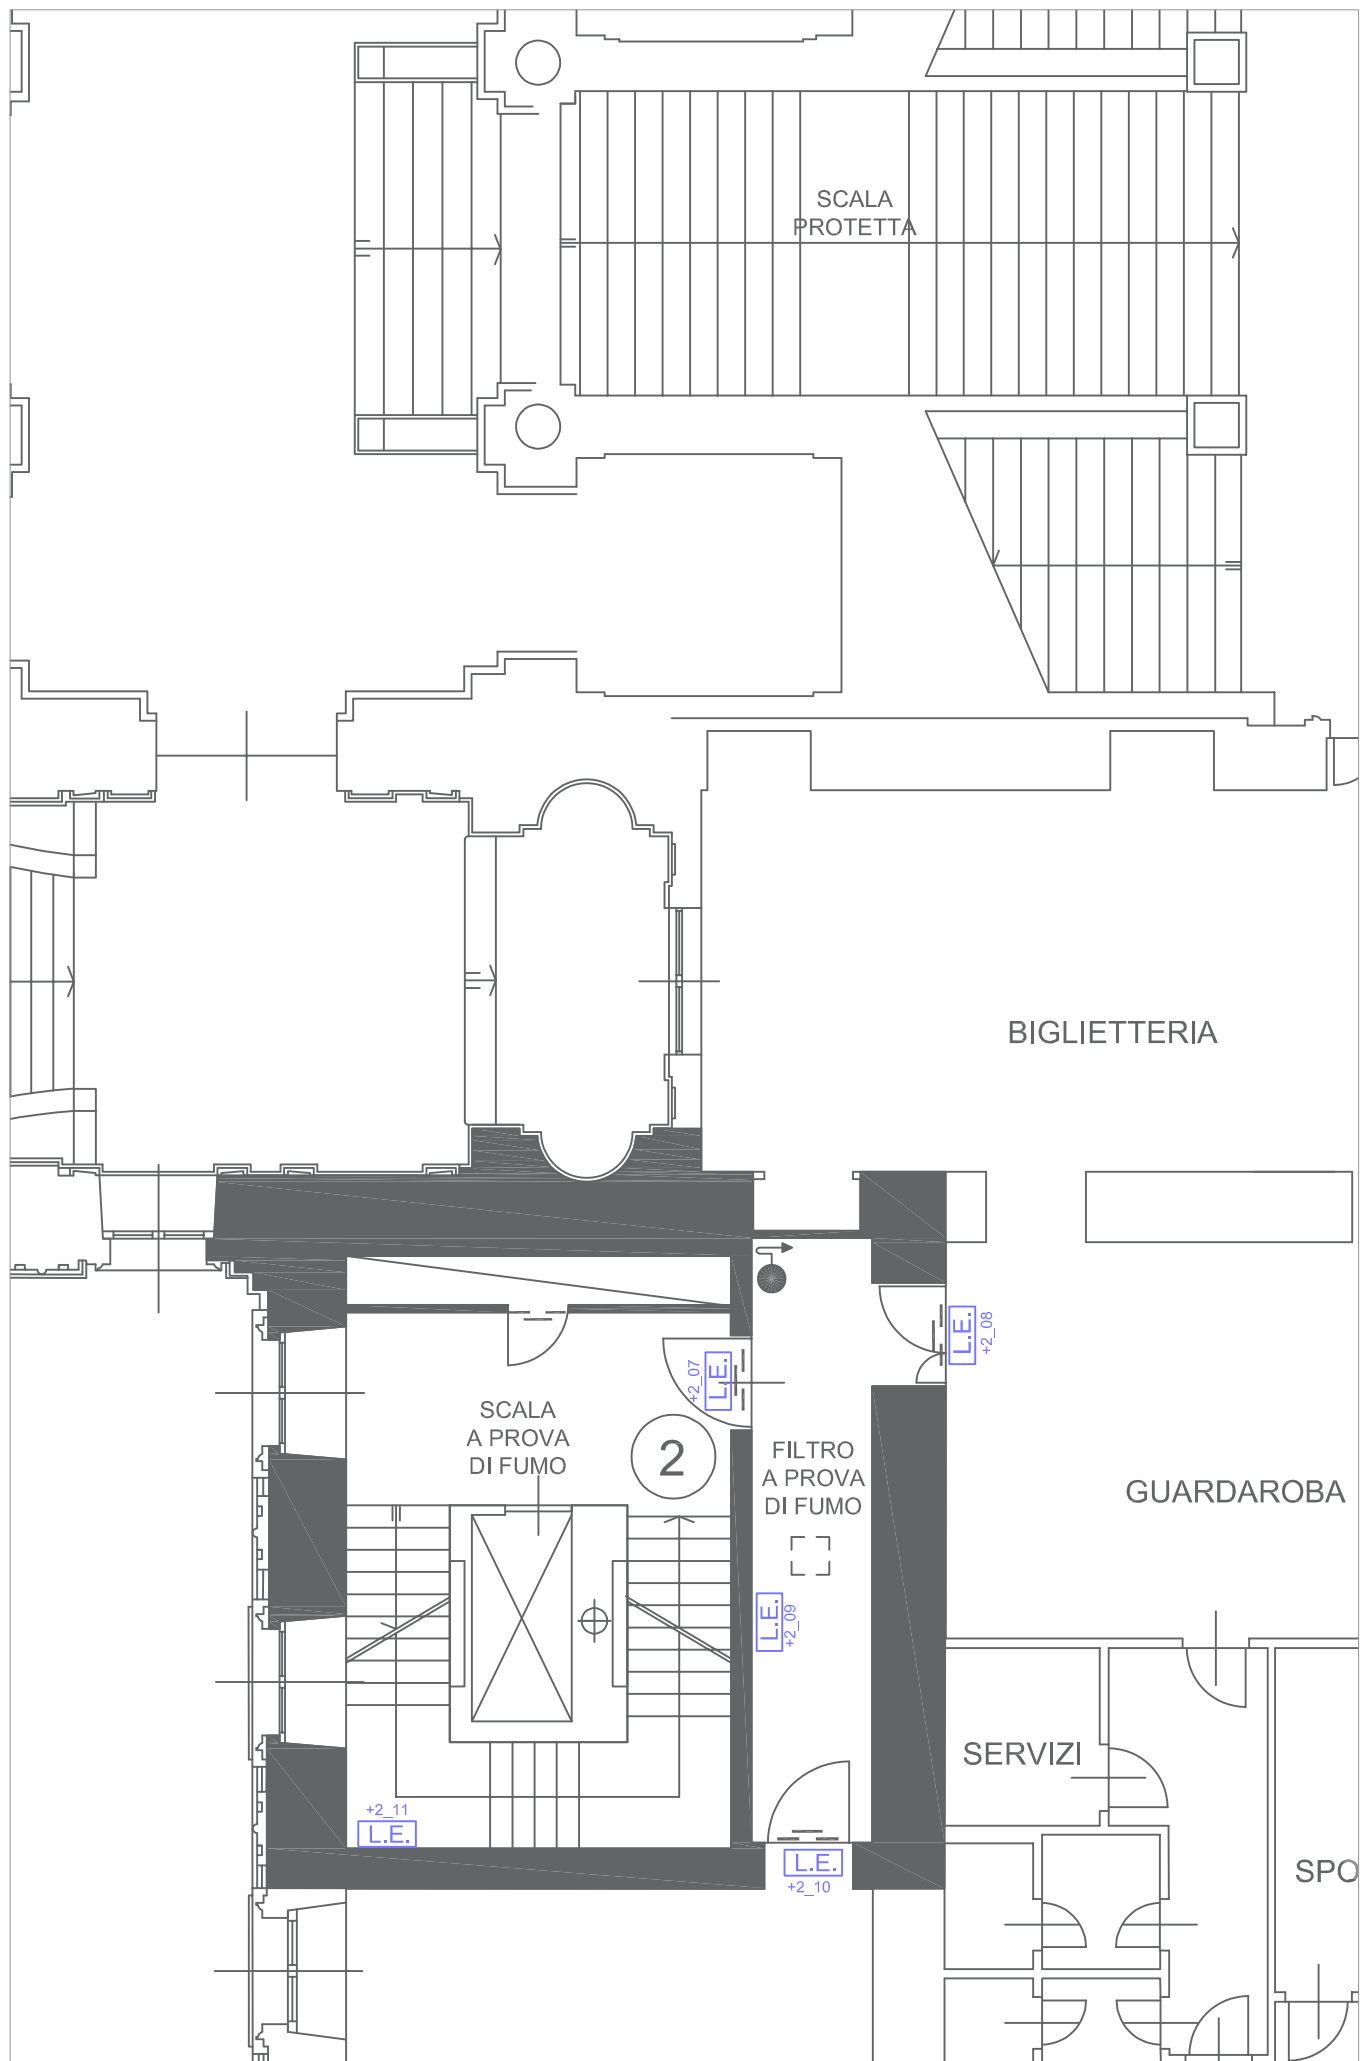 SCALA
PROTETTA
BIGLIETTERIA
L.E.
+2_08
L.E.
+2_07
SCALA
A PROVA
DI FUMO
2
FILTRO
A PROVA
DI FUMO
GUARDAROBA
L.E.
+2_09
SERVIZI
+2_11
L.E.
L.E.
+2_10
SPO